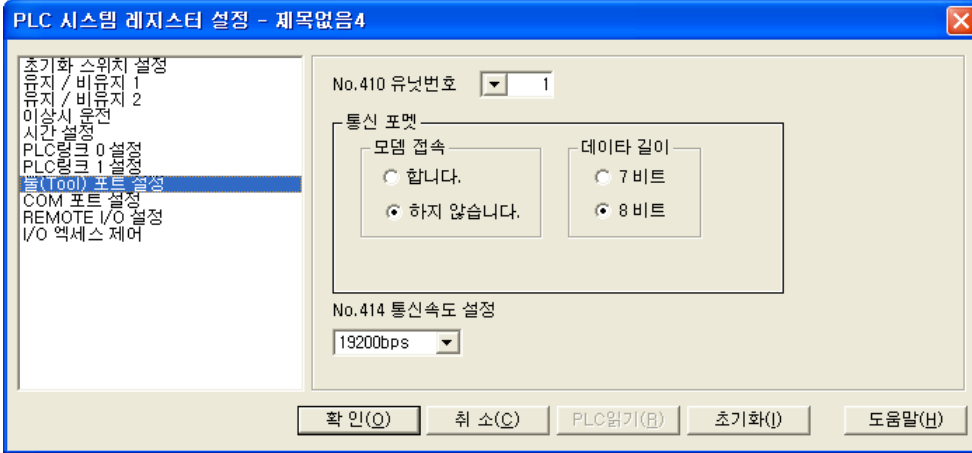 PLC 시스템 레지스터 설정 - 제목없음4
초기화 스위치 설정
유지 / 비유지 1
유지 / 비유지 2
이상시 운전
시간 설정
PLC링크 0 설정
PLC링크 1 설정
툴(Tool) 포트 설정
COM 포트 설정
REMOTE I/O 설정
I/O 엑세스 제어
No.410 유닛번호 1
통신 포멧
모뎀 접속
합니다.
하지 않습니다.
데이타 길이
7 비트
8 비트
No.414 통신속도 설정
19200bps
확 인(O) 취 소(C) PLC읽기(R) 초기화(I) 도움말(H)